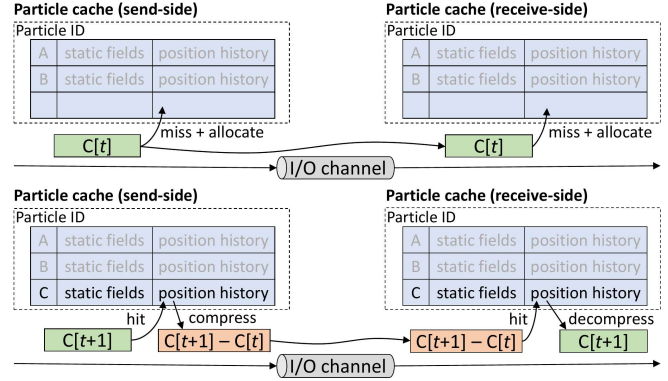 Particle cache (send-side)
Particle cache (receive-side)
Particle ID
Particle ID
A static fields position history
A static fields position history
B static fields position history
B static fields position history
miss + allocate
miss + allocate
C[t]
C[t]
I/O channel
Particle cache (send-side)
Particle cache (receive-side)
Particle ID
Particle ID
A static fields position history
A static fields position history
B static fields position history
B static fields position history
C static fields position history
C static fields position history
hit compress
hit decompress
C[t+1]
C[t+1] – C[t]
C[t+1] – C[t]
C[t+1]
I/O channel